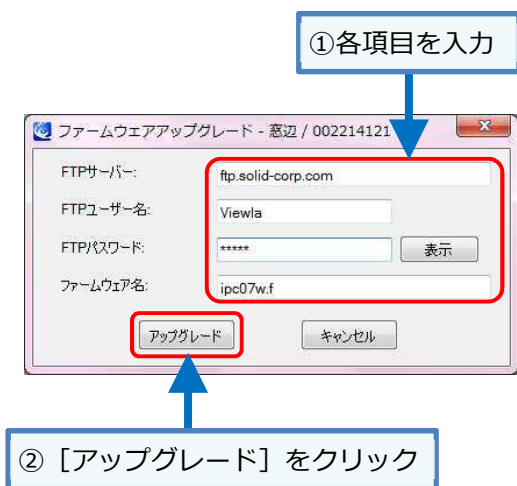 ①各項目を入力
ファームウエアアップグレード - 窓辺 / 002214121
FTPサーバー: ftp.solid-corp.com
FTPユーザー名: Viewla
FTPパスワード: ***** 表示
ファームウェア名: ipc07w.f
アップグレード キャンセル
②［アップグレード］をクリック